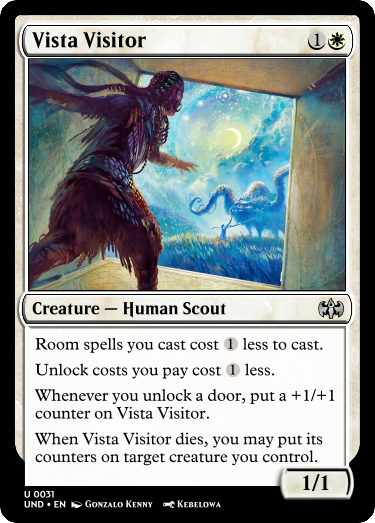 Vista Visitor 1
Creature — Human Scout
Room spells you cast cost 1 less to cast.
Unlock costs you pay cost 1 less.
Whenever you unlock a door, put a +1/+1
counter on Vista Visitor.
When Vista Visitor dies, you may put its
counters on target creature you control.
1/1
U 0031
UND • EN Gonzalo Kenny Kebelowa